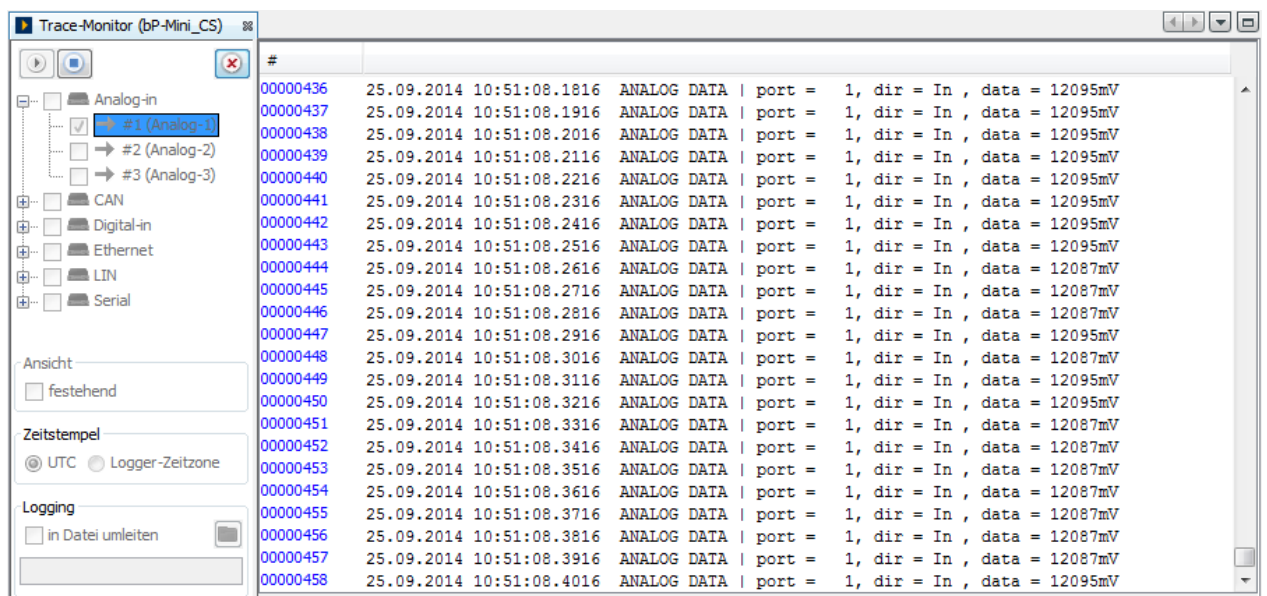 Trace-Monitor (bP-Mini_CS)
Analog-in
#1 (Analog-1)
#2 (Analog-2)
#3 (Analog-3)
CAN
Digital-in
Ethernet
LIN
Serial
Ansicht
festehend
Zeitstempel
UTC Logger-Zeitzone
Logging
in Datei umleiten
#
00000436 25.09.2014 10:51:08.1816 ANALOG DATA | port = 1, dir = In , data = 12095mV
00000437 25.09.2014 10:51:08.1916 ANALOG DATA | port = 1, dir = In , data = 12095mV
00000438 25.09.2014 10:51:08.2016 ANALOG DATA | port = 1, dir = In , data = 12095mV
00000439 25.09.2014 10:51:08.2116 ANALOG DATA | port = 1, dir = In , data = 12095mV
00000440 25.09.2014 10:51:08.2216 ANALOG DATA | port = 1, dir = In , data = 12095mV
00000441 25.09.2014 10:51:08.2316 ANALOG DATA | port = 1, dir = In , data = 12095mV
00000442 25.09.2014 10:51:08.2416 ANALOG DATA | port = 1, dir = In , data = 12095mV
00000443 25.09.2014 10:51:08.2516 ANALOG DATA | port = 1, dir = In , data = 12095mV
00000444 25.09.2014 10:51:08.2616 ANALOG DATA | port = 1, dir = In , data = 12087mV
00000445 25.09.2014 10:51:08.2716 ANALOG DATA | port = 1, dir = In , data = 12087mV
00000446 25.09.2014 10:51:08.2816 ANALOG DATA | port = 1, dir = In , data = 12087mV
00000447 25.09.2014 10:51:08.2916 ANALOG DATA | port = 1, dir = In , data = 12095mV
00000448 25.09.2014 10:51:08.3016 ANALOG DATA | port = 1, dir = In , data = 12087mV
00000449 25.09.2014 10:51:08.3116 ANALOG DATA | port = 1, dir = In , data = 12095mV
00000450 25.09.2014 10:51:08.3216 ANALOG DATA | port = 1, dir = In , data = 12095mV
00000451 25.09.2014 10:51:08.3316 ANALOG DATA | port = 1, dir = In , data = 12087mV
00000452 25.09.2014 10:51:08.3416 ANALOG DATA | port = 1, dir = In , data = 12087mV
00000453 25.09.2014 10:51:08.3516 ANALOG DATA | port = 1, dir = In , data = 12087mV
00000454 25.09.2014 10:51:08.3616 ANALOG DATA | port = 1, dir = In , data = 12087mV
00000455 25.09.2014 10:51:08.3716 ANALOG DATA | port = 1, dir = In , data = 12087mV
00000456 25.09.2014 10:51:08.3816 ANALOG DATA | port = 1, dir = In , data = 12087mV
00000457 25.09.2014 10:51:08.3916 ANALOG DATA | port = 1, dir = In , data = 12087mV
00000458 25.09.2014 10:51:08.4016 ANALOG DATA | port = 1, dir = In , data = 12095mV